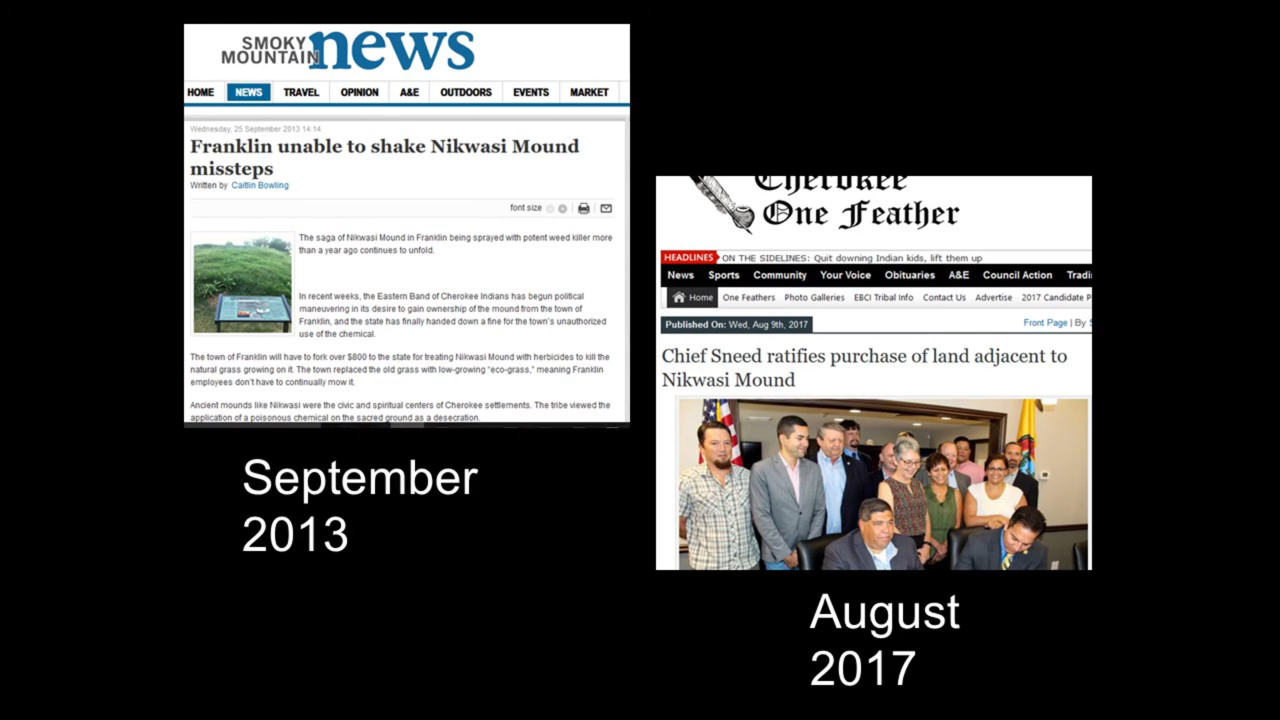 SMOKY
MOUNTAIN news
HOME NEWS TRAVEL OPINION A&E OUTDOORS EVENTS MARKET
Wednesday, 25 September 2013 14:14
Franklin unable to shake Nikwasi Mound
missteps
Written by Caitlin Bowling
font size
The saga of Nikwasi Mound in Franklin being sprayed with potent weed killer more
than a year ago continues to unfold.
In recent weeks, the Eastern Band of Cherokee Indians has begun political
maneuvering in its desire to gain ownership of the mound from the town of
Franklin, and the state has finally handed down a fine for the town's unauthorized
use of the chemical.
The town of Franklin will have to fork over $800 to the state for treating Nikwasi Mound with herbicides to kill the
natural grass growing on it. The town replaced the old grass with low-growing “eco-grass,” meaning Franklin
employees don't have to continually mow it.
Ancient mounds like Nikwasi were the civic and spiritual centers of Cherokee settlements. The tribe viewed the
application of a poisonous chemical on the sacred ground as a desecration.
September
2013
Cherokee
One Feather
HEADLINES ON THE SIDELINES: Quit downing Indian kids, lift them up
News Sports Community Your Voice Obituaries A&E Council Action Tradi
Home One Feathers Photo Galleries EBCI Tribal Info Contact Us Advertise 2017 Candidate P
Published On: Wed, Aug 9th, 2017
Front Page | By S
Chief Sneed ratifies purchase of land adjacent to
Nikwasi Mound
August
2017